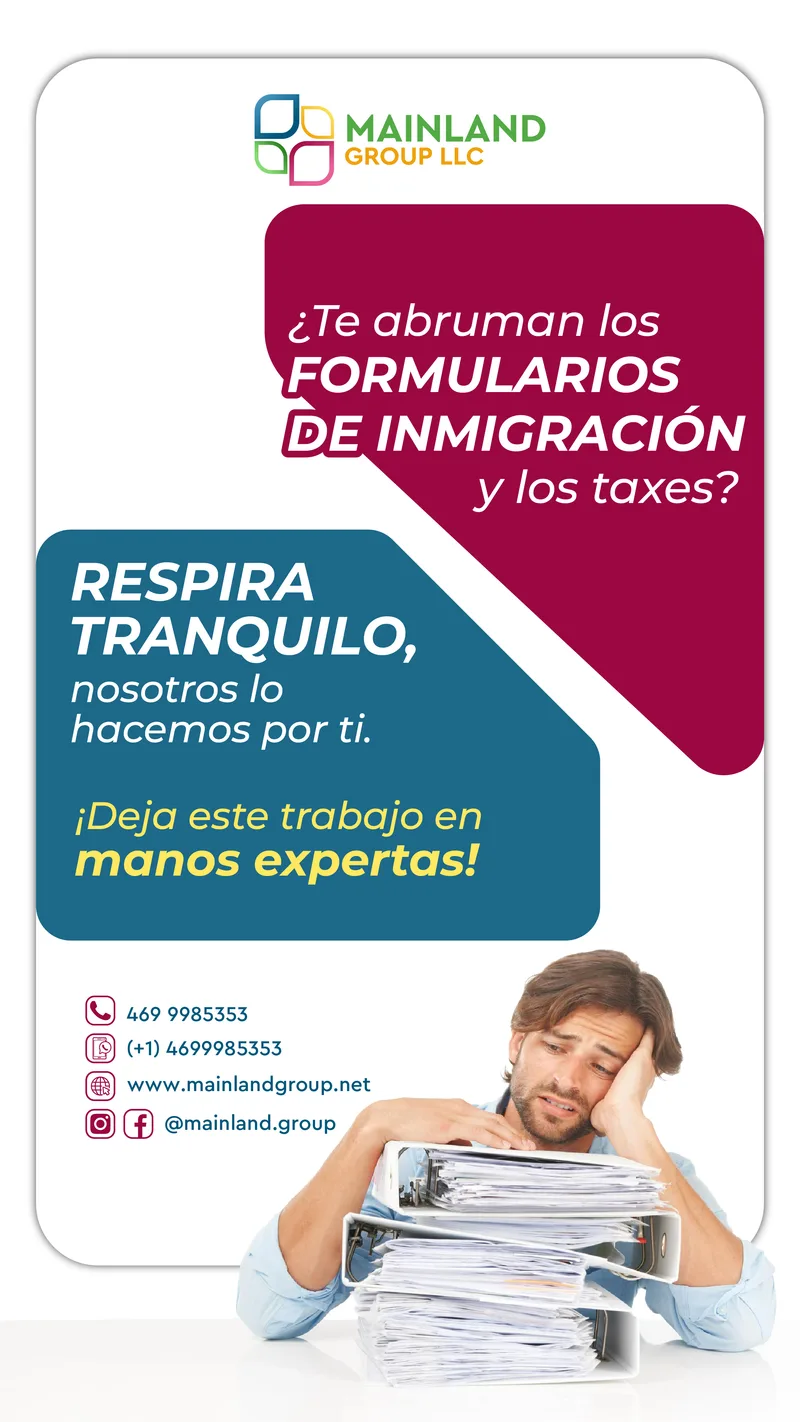 MAINLAND
GROUP LLC
¿Te abruman los
FORMULARIOS
DE INMIGRACIÓN
y los taxes?
RESPIRA
TRANQUILO,
nosotros lo
hacemos por ti.
¡Deja este trabajo en
manos expertas!
469 9985353
(+1) 4699985353
www.mainlandgroup.net
@mainland.group